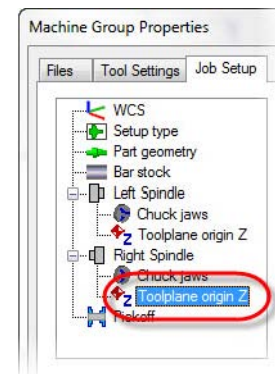 Machine Group Properties
Files Tool Settings Job Setup
WCS
Setup type
Part geometry
Bar stock
Left Spindle
Chuck jaws
Toolplane origin Z
Right Spindle
Chuck jaws
Toolplane origin Z
Pickoff